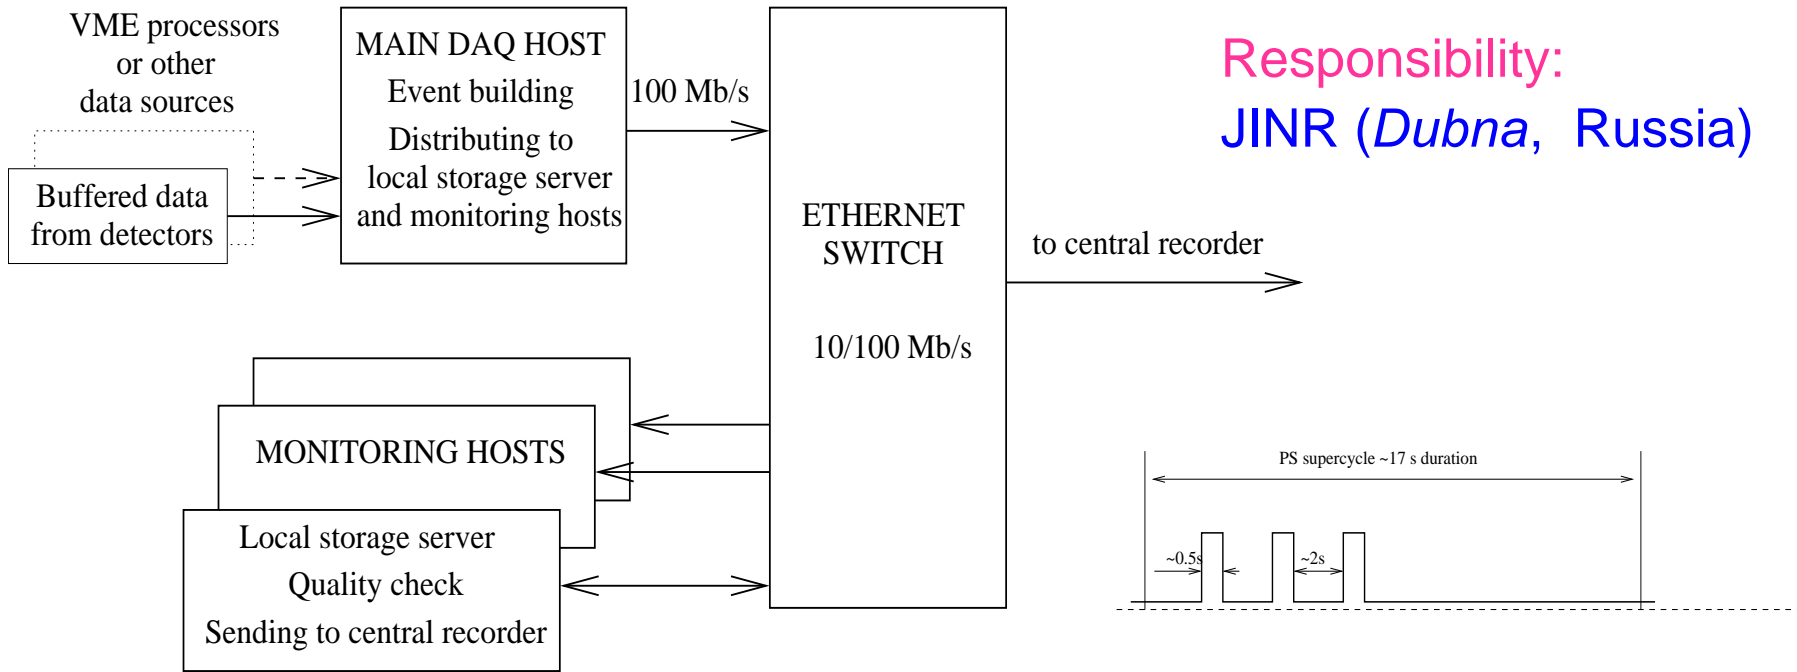 VME processors
or other
data sources
Buffered data
from detectors
MAIN DAQ HOST
Event building
Distributing to
local storage server
and monitoring hosts
100 Mb/s
ETHERNET
SWITCH
10/100 Mb/s
to central recorder
Responsibility:
JINR (Dubna, Russia)
MONITORING HOSTS
Local storage server
Quality check
Sending to central recorder
PS supercycle ~17 s duration
~0.5s
~2s